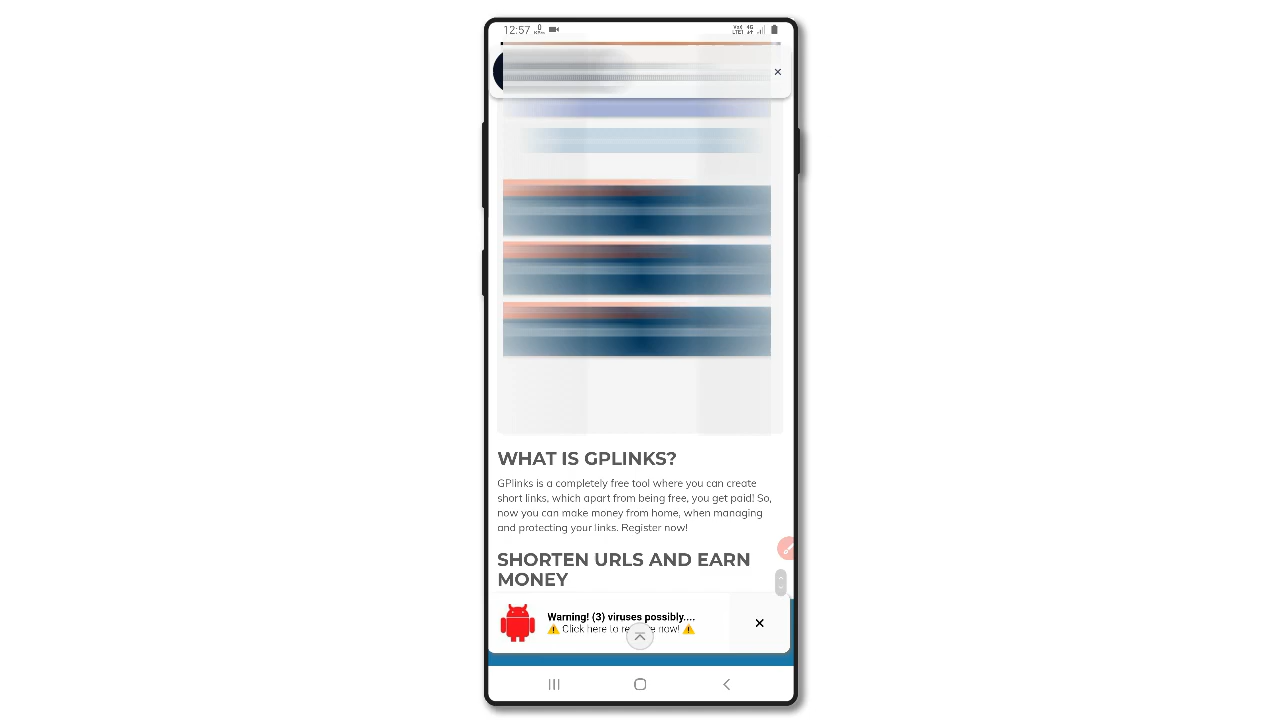 12:57
WHAT IS GPLINKS?
GPlinks is a completely free tool where you can create
short links, which apart from being free, you get paid! So,
now you can make money from home, when managing
and protecting your links. Register now!
SHORTEN URLS AND EARN
MONEY
Warning! (3) viruses possibly....
⚠️ Click here to now! ⚠️